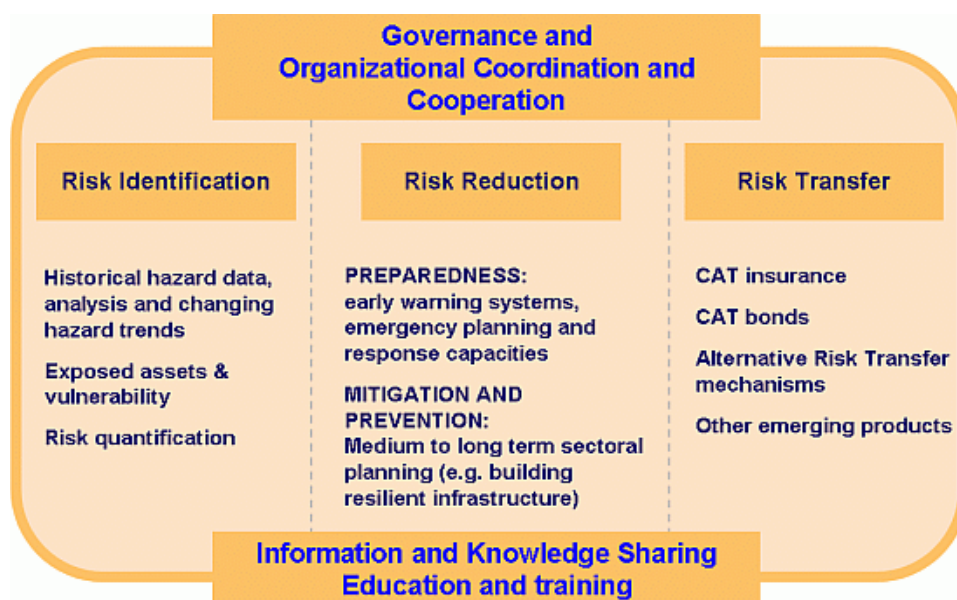 Governance and
Organizational Coordination and
Cooperation
Risk Identification
Historical hazard data,
analysis and changing
hazard trends
Exposed assets &
vulnerability
Risk quantification
Risk Reduction
PREPAREDNESS:
early warning systems,
emergency planning and
response capacities
MITIGATION AND
PREVENTION:
Medium to long term sectoral
planning (e.g. building
resilient infrastructure)
Risk Transfer
CAT insurance
CAT bonds
Alternative Risk Transfer
mechanisms
Other emerging products
Information and Knowledge Sharing
Education and training